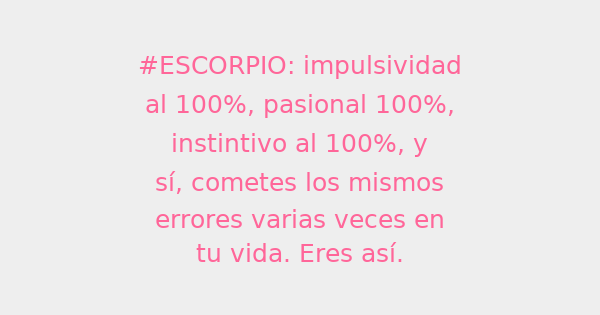 #ESCORPIO: impulsividad
al 100%, pasional 100%,
instintivo al 100%, y
sí, cometes los mismos
errores varias veces en
tu vida. Eres así.